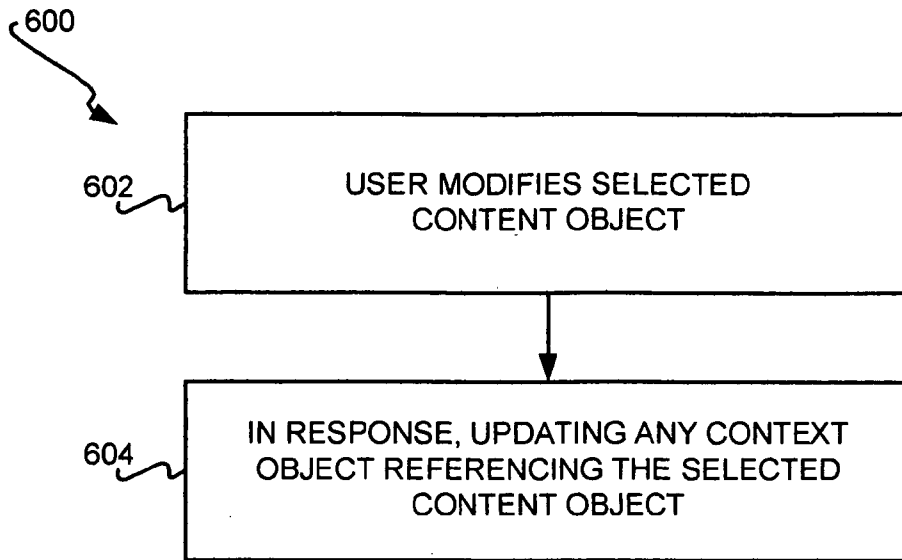 600
602
USER MODIFIES SELECTED
CONTENT OBJECT
604
IN RESPONSE, UPDATING ANY CONTEXT
OBJECT REFERENCING THE SELECTED
CONTENT OBJECT